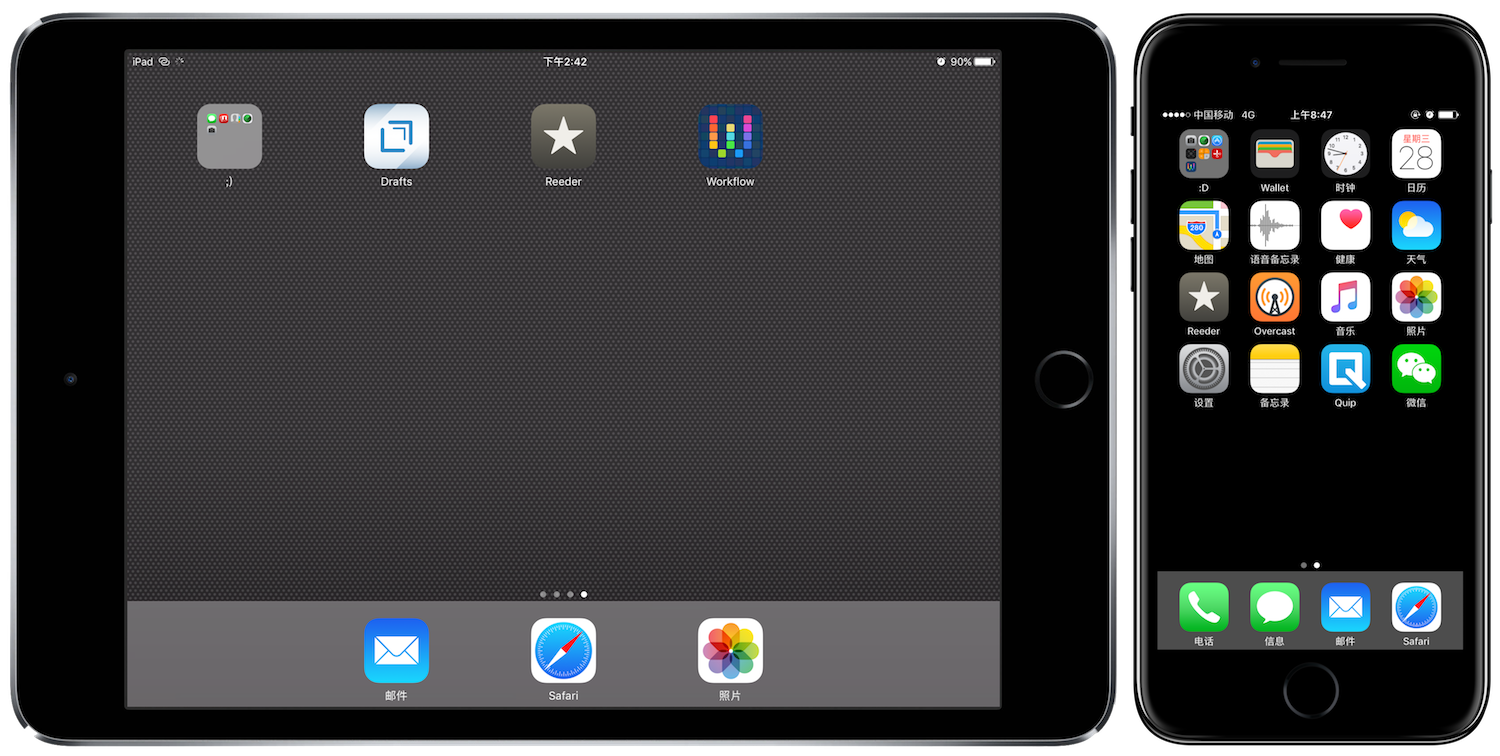 iPad 下午2:42 90%
;) Drafts Reeder Workflow
邮件 Safari 照片
中国移动 4G 上午8:47
星期三
28
:D Wallet 时钟 日历
280
地图 语音备忘录 健康 天气
Reeder Overcast 音乐 照片
设置 备忘录 Quip 微信
电话 信息 邮件 Safari